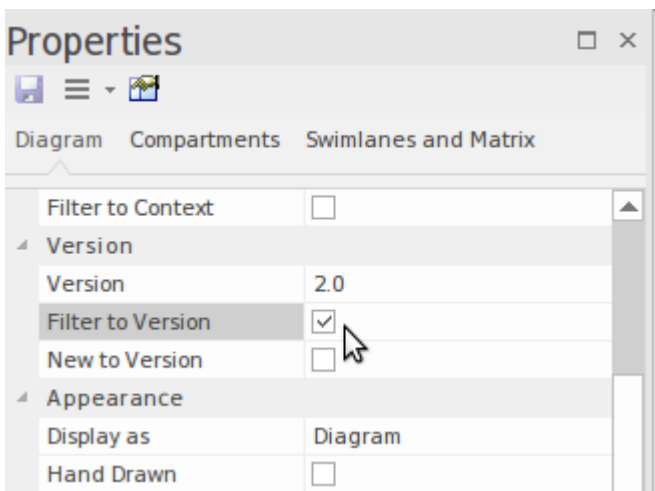 Properties
Diagram Compartments Swimlanes and Matrix
Filter to Context
Version
Version 2.0
Filter to Version
New to Version
Appearance
Display as Diagram
Hand Drawn